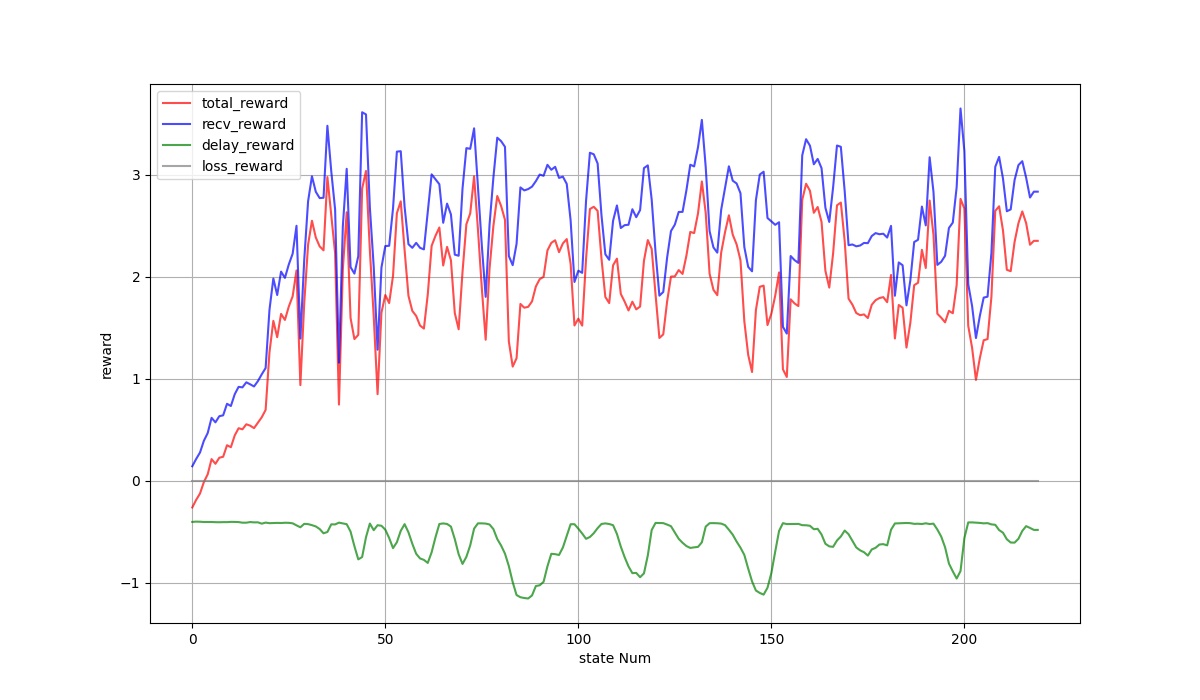 total_reward
recv_reward
delay_reward
loss_reward
3
2
1
0
−1
reward
0 50 100 150 200
state Num